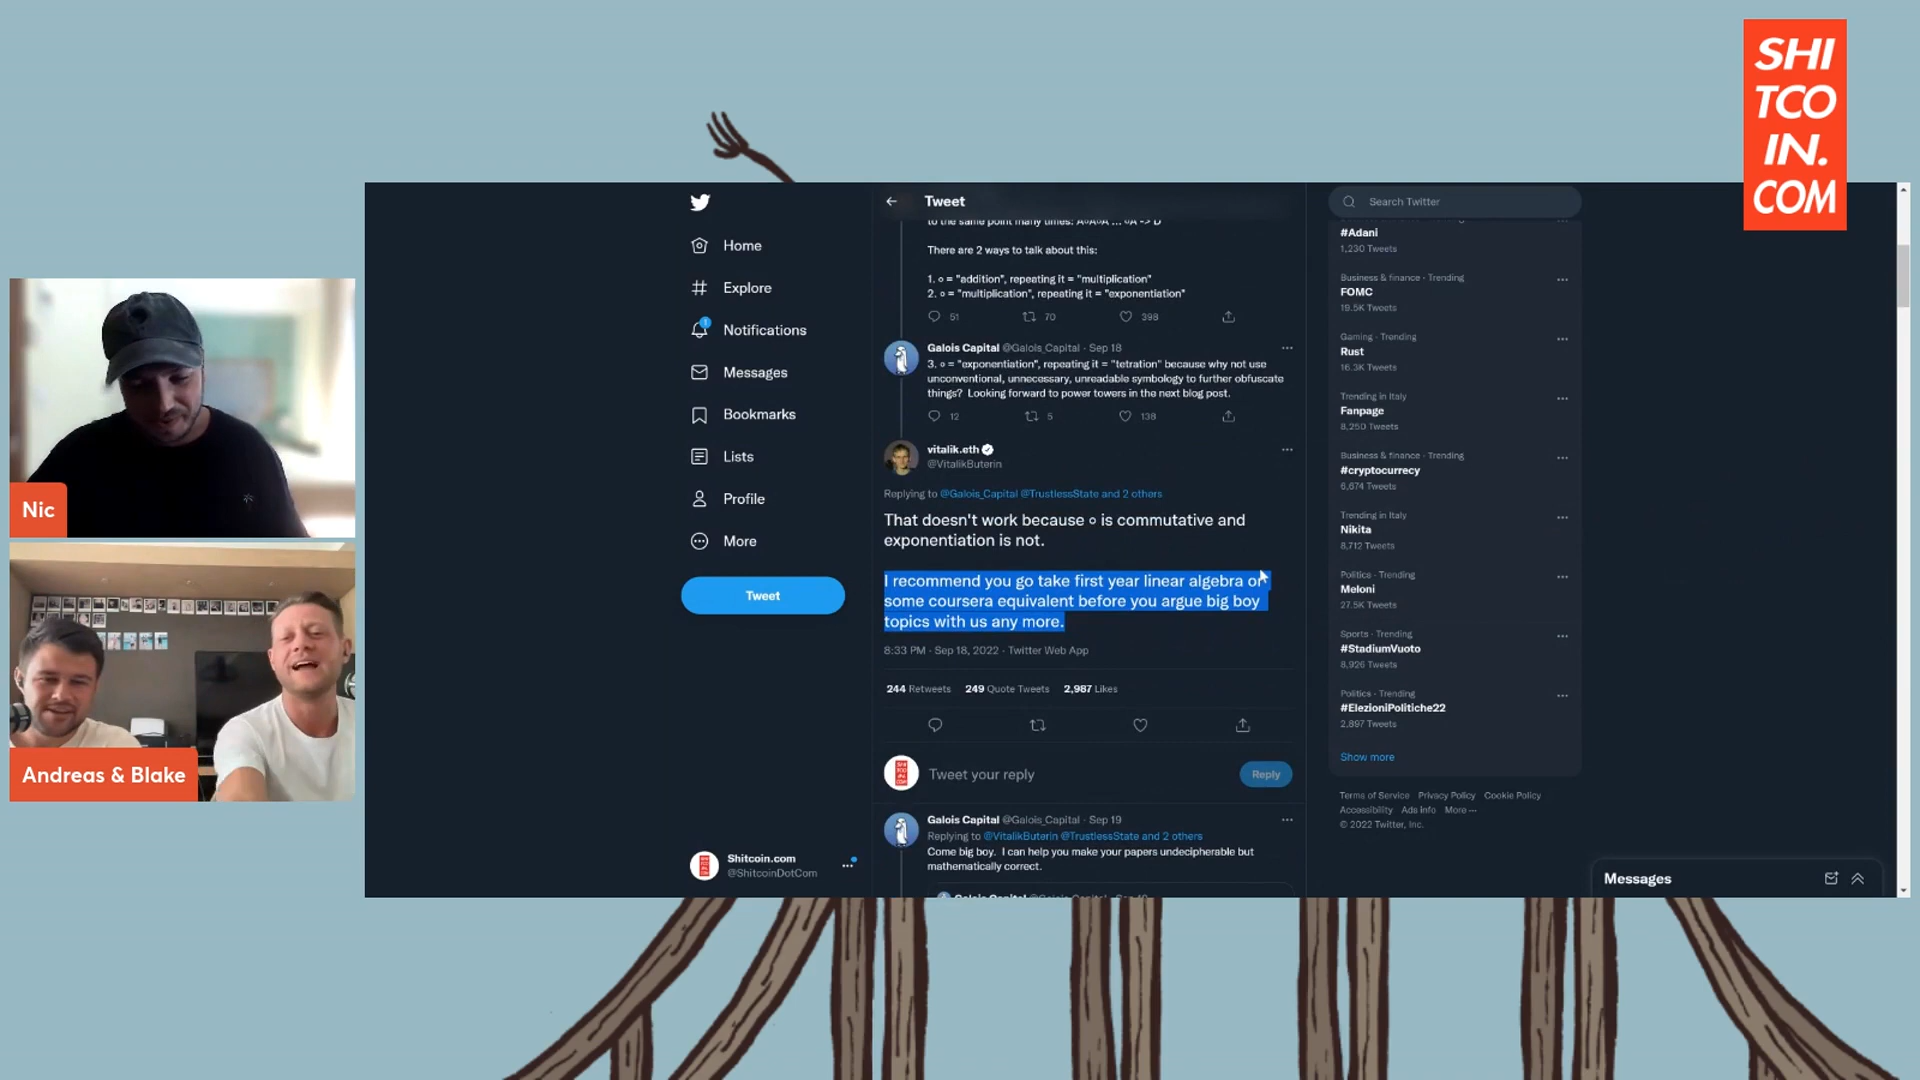 SHI
TCO
IN.
COM
Nic
Andreas & Blake
Home
Explore
1
Notifications
Messages
Bookmarks
Lists
Profile
More
Tweet
Shitcoin.com
@ShitcoinDotCom
Tweet
to the same point many times:
There are 2 ways to talk about this:
1. ∘ = "addition", repeating it = "multiplication"
2. ∘ = "multiplication", repeating it = "exponentiation"
51 70 398
Galois Capital @Galois_Capital · Sep 18
3. ∘ = "exponentiation", repeating it = "tetration" because why not use
unconventional, unnecessary, unreadable symbology to further obfuscate
things? Looking forward to power towers in the next blog post.
12 5 138
vitalik.eth
@VitalikButerin
Replying to @Galois_Capital @TrustlessState and 2 others
That doesn't work because ∘ is commutative and
exponentiation is not.
I recommend you go take first year linear algebra or
some coursera equivalent before you argue big boy
topics with us any more.
8:33 PM · Sep 18, 2022 · Twitter Web App
244 Retweets 249 Quote Tweets 2,987 Likes
Tweet your reply
Reply
Galois Capital @Galois_Capital · Sep 19
Replying to @VitalikButerin @TrustlessState and 2 others
Come big boy. I can help you make your papers undecipherable but
mathematically correct.
Search Twitter
#Adani
1,230 Tweets
Business & finance · Trending
FOMC
19.5K Tweets
Gaming · Trending
Rust
16.3K Tweets
Trending in Italy
Fanpage
8,250 Tweets
Business & finance · Trending
#cryptocurrecy
6,674 Tweets
Trending in Italy
Nikita
8,712 Tweets
Politics · Trending
Meloni
27.5K Tweets
Sports · Trending
#StadiumVuoto
8,926 Tweets
Politics · Trending
#ElezioniPolitiche22
2,897 Tweets
Show more
Terms of Service Privacy Policy Cookie Policy
Accessibility Ads info More ···
© 2022 Twitter, Inc.
Messages